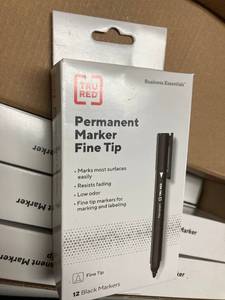 TRU
RED
Business Essentials
Permanent
Marker
Fine Tip
• Marks most surfaces
easily
• Resists fading
• Low odor
• Fine tip markers for
marking and labeling
Fine Tip
12 Black Markers